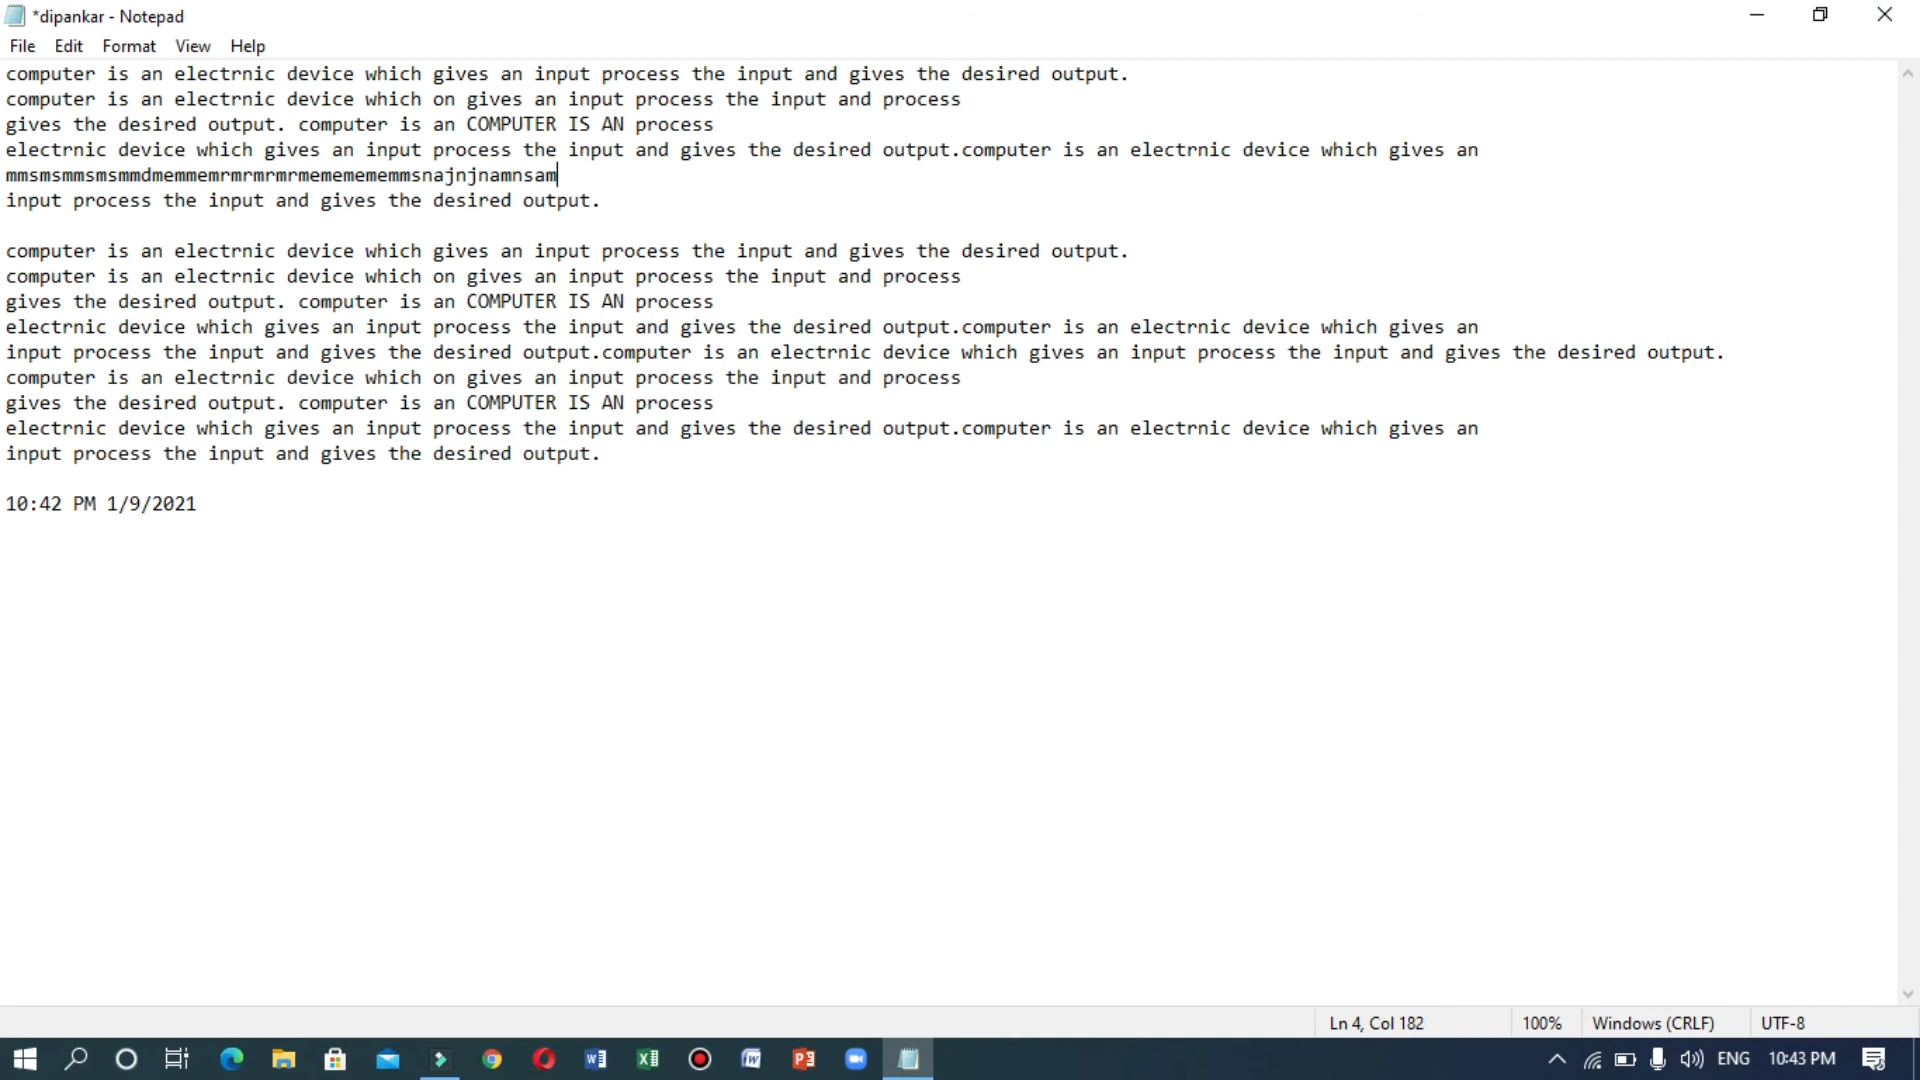 *dipankar - Notepad
File Edit Format View Help
computer is an electrnic device which gives an input process the input and gives the desired output.
computer is an electrnic device which on gives an input process the input and process
gives the desired output. computer is an COMPUTER IS AN process
electrnic device which gives an input process the input and gives the desired output.computer is an electrnic device which gives an
mmsmsmmsmsmmdmemmemrmrmrmrmememememmsnajnjnamnsam
input process the input and gives the desired output.
computer is an electrnic device which gives an input process the input and gives the desired output.
computer is an electrnic device which on gives an input process the input and process
gives the desired output. computer is an COMPUTER IS AN process
electrnic device which gives an input process the input and gives the desired output.computer is an electrnic device which gives an
input process the input and gives the desired output.computer is an electrnic device which gives an input process the input and gives the desired output.
computer is an electrnic device which on gives an input process the input and process
gives the desired output. computer is an COMPUTER IS AN process
electrnic device which gives an input process the input and gives the desired output.computer is an electrnic device which gives an
input process the input and gives the desired output.
10:42 PM 1/9/2021
Ln 4, Col 182 100% Windows (CRLF) UTF-8
ENG 10:43 PM